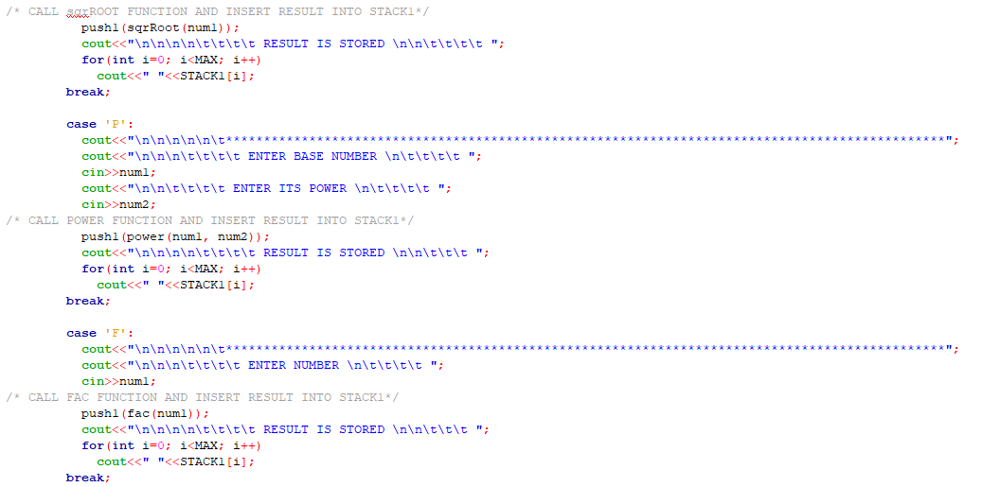 /* CALL sqrROOT FUNCTION AND INSERT RESULT INTO STACK1*/
push1(sqrRoot(num1));
cout<<"\n\n\n\n\t\t\t\t RESULT IS STORED \n\n\t\t\t\t ";
for(int i=0; i<MAX; i++)
cout<<" "<<STACK1[i];
break;
case 'P':
cout<<"\n\n\n\n\n\t***********************************************************************************************";
cout<<"\n\n\n\t\t\t\t ENTER BASE NUMBER \n\t\t\t\t ";
cin>>num1;
cout<<"\n\n\t\t\t\t ENTER ITS POWER \n\t\t\t\t ";
cin>>num2;
/* CALL POWER FUNCTION AND INSERT RESULT INTO STACK1*/
push1(power(num1, num2));
cout<<"\n\n\n\n\t\t\t\t RESULT IS STORED \n\n\t\t\t ";
for(int i=0; i<MAX; i++)
cout<<" "<<STACK1[i];
break;
case 'F':
cout<<"\n\n\n\n\n\t***********************************************************************************************";
cout<<"\n\n\n\t\t\t\t ENTER NUMBER \n\t\t\t\t ";
cin>>num1;
/* CALL FAC FUNCTION AND INSERT RESULT INTO STACK1*/
push1(fac(num1));
cout<<"\n\n\n\n\t\t\t\t RESULT IS STORED \n\n\t\t\t ";
for(int i=0; i<MAX; i++)
cout<<" "<<STACK1[i];
break;